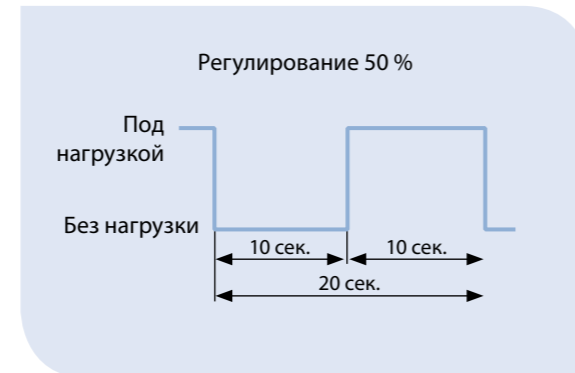 Регулирование 50 %
Под
нагрузкой
Без нагрузки
10 сек.
10 сек.
20 сек.